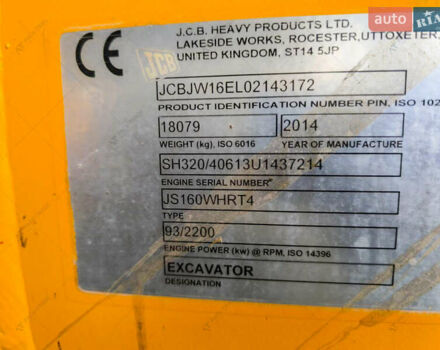 auto RIA
J.C.B. HEAVY PRODUCTS LTD.
LAKESIDE WORKS, ROCESTER, UTTOXETER,
UNITED KINGDOM, ST14 5JP
CE
JCB
JCBJW16EL02143172
PRODUCT IDENTIFICATION NUMBER PIN, ISO 102
18079 2014
WEIGHT (kg), ISO 6016 YEAR OF MANUFACTURE
SH320/40613U1437214
ENGINE SERIAL NUMBER
JS160WHRT4
TYPE
93/2200
ENGINE POWER (kw) @ RPM, ISO 14396
EXCAVATOR
DESIGNATION